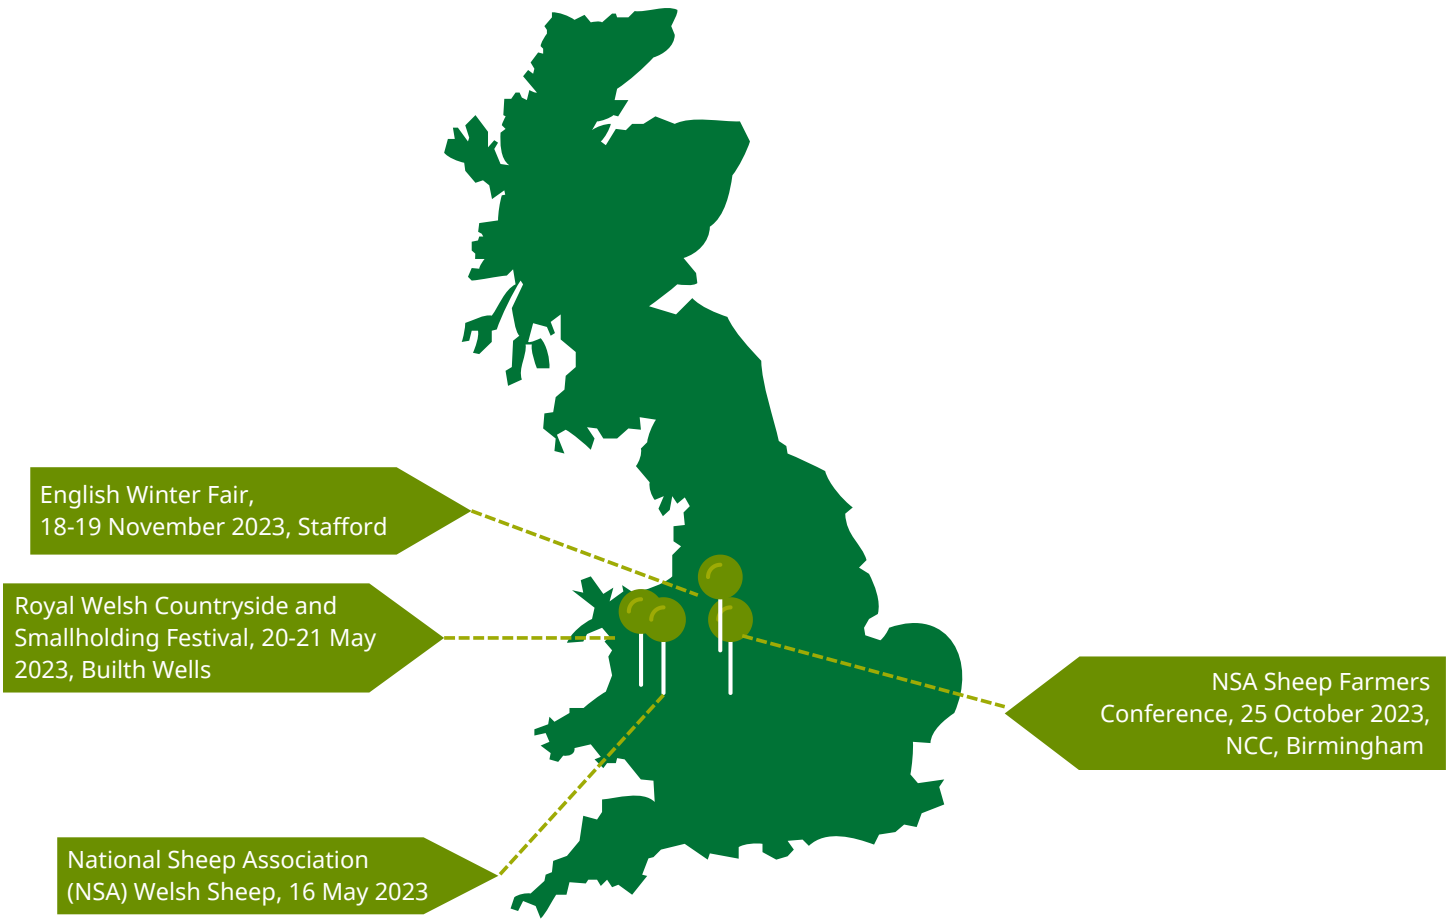 English Winter Fair,
18-19 November 2023, Stafford
Royal Welsh Countryside and
Smallholding Festival, 20-21 May
2023, Builth Wells
NSA Sheep Farmers
Conference, 25 October 2023,
NCC, Birmingham
National Sheep Association
(NSA) Welsh Sheep, 16 May 2023